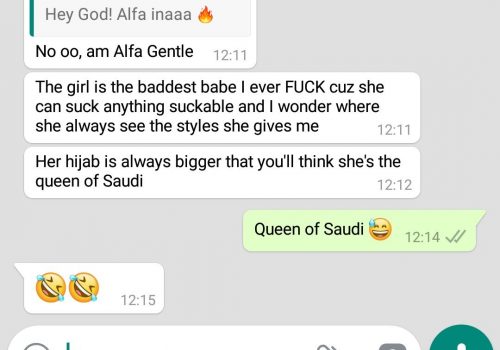 Hey God! Alfa inaaa 🔥
No oo, am Alfa Gentle 12:11
The girl is the baddest babe I ever FUCK cuz she
can suck anything suckable and I wonder where
she always see the styles she gives me 12:11
Her hijab is always bigger that you'll think she's the
queen of Saudi 12:12
Queen of Saudi 😅 12:14
🤣🤣 12:15